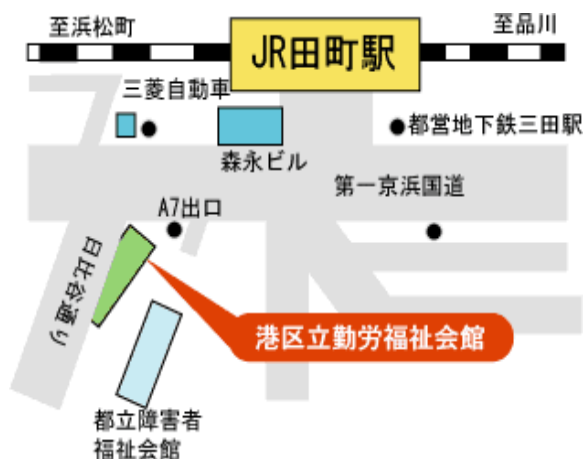 至浜松町
至品川
JR田町駅
三菱自動車
都営地下鉄三田駅
森永ビル
第一京浜国道
A7出口
日比谷通り
港区立勤労福祉会館
都立障害者
福祉会館